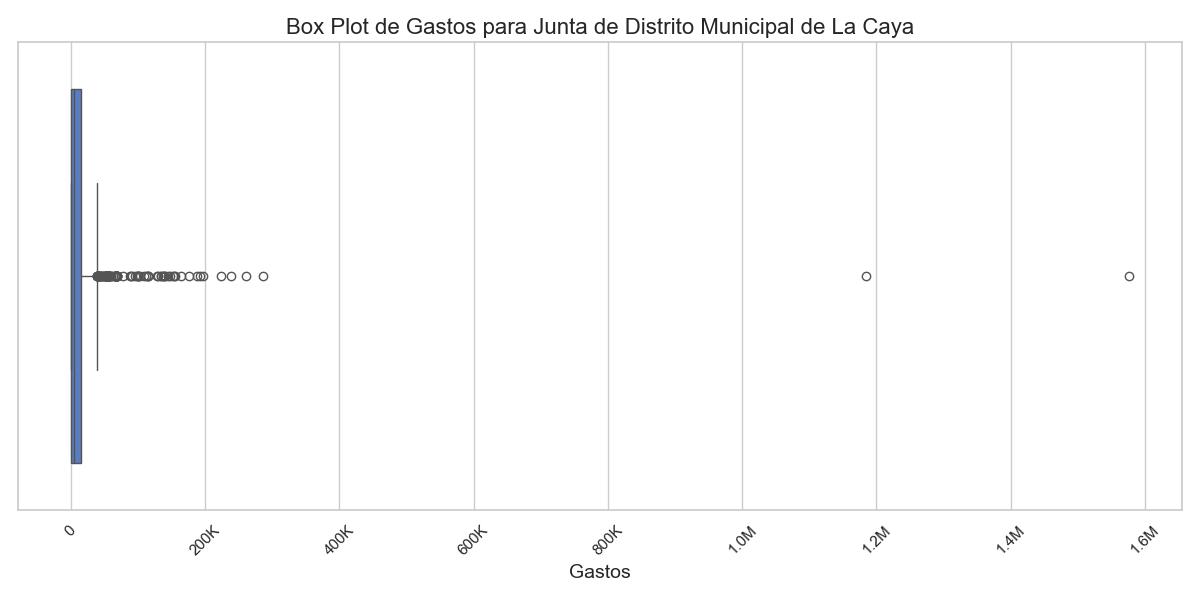 Box Plot de Gastos para Junta de Distrito Municipal de La Caya
0
200K
400K
600K
800K
1.0M
1.2M
1.4M
1.6M
Gastos